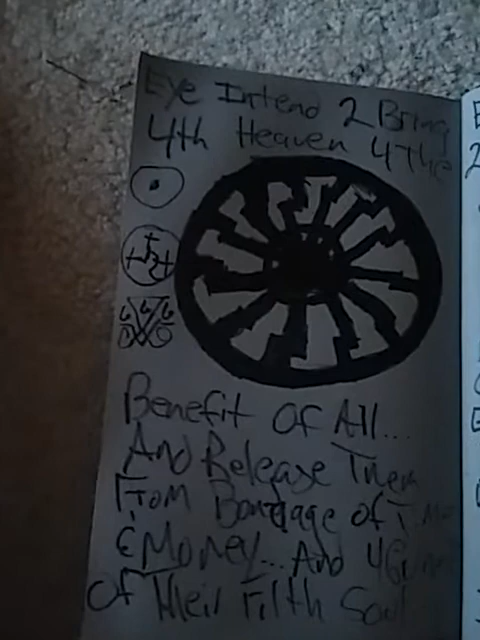 Eye Intend 2 Bring
4th Heaven 4 The
666
Benefit Of All...
And Release Them
From Bondage of
& Money... And
Of Their Filth